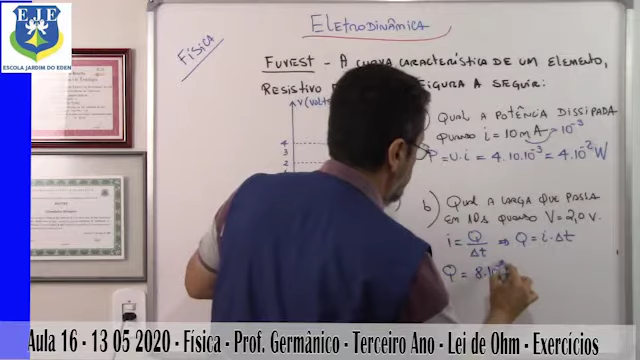 EJE
ESCOLA JARDIM DO EDEN
Física
Eletrodinâmica
FUVEST - A CURVA CARACTERÍSTICA DE UM ELEMENTO,
RESISTIVO FIGURA A SEGUIR:
V(Volts)
4
3
2
QUAL A POTÊNCIA DISSIPADA
QUANDO i = 10 mA → 10⁻³
P = U.i = 4.10.10⁻³ = 4.10⁻² W
b) QUAL A CARGA QUE PASSA
EM 10s QUANDO V = 2,0 V.
i = Q/Δt ⇒ Q = i.Δt
Q = 8.10
Aula 16 - 13 05 2020 - Física - Prof. Germânico - Terceiro Ano - Lei de Ohm - Exercícios